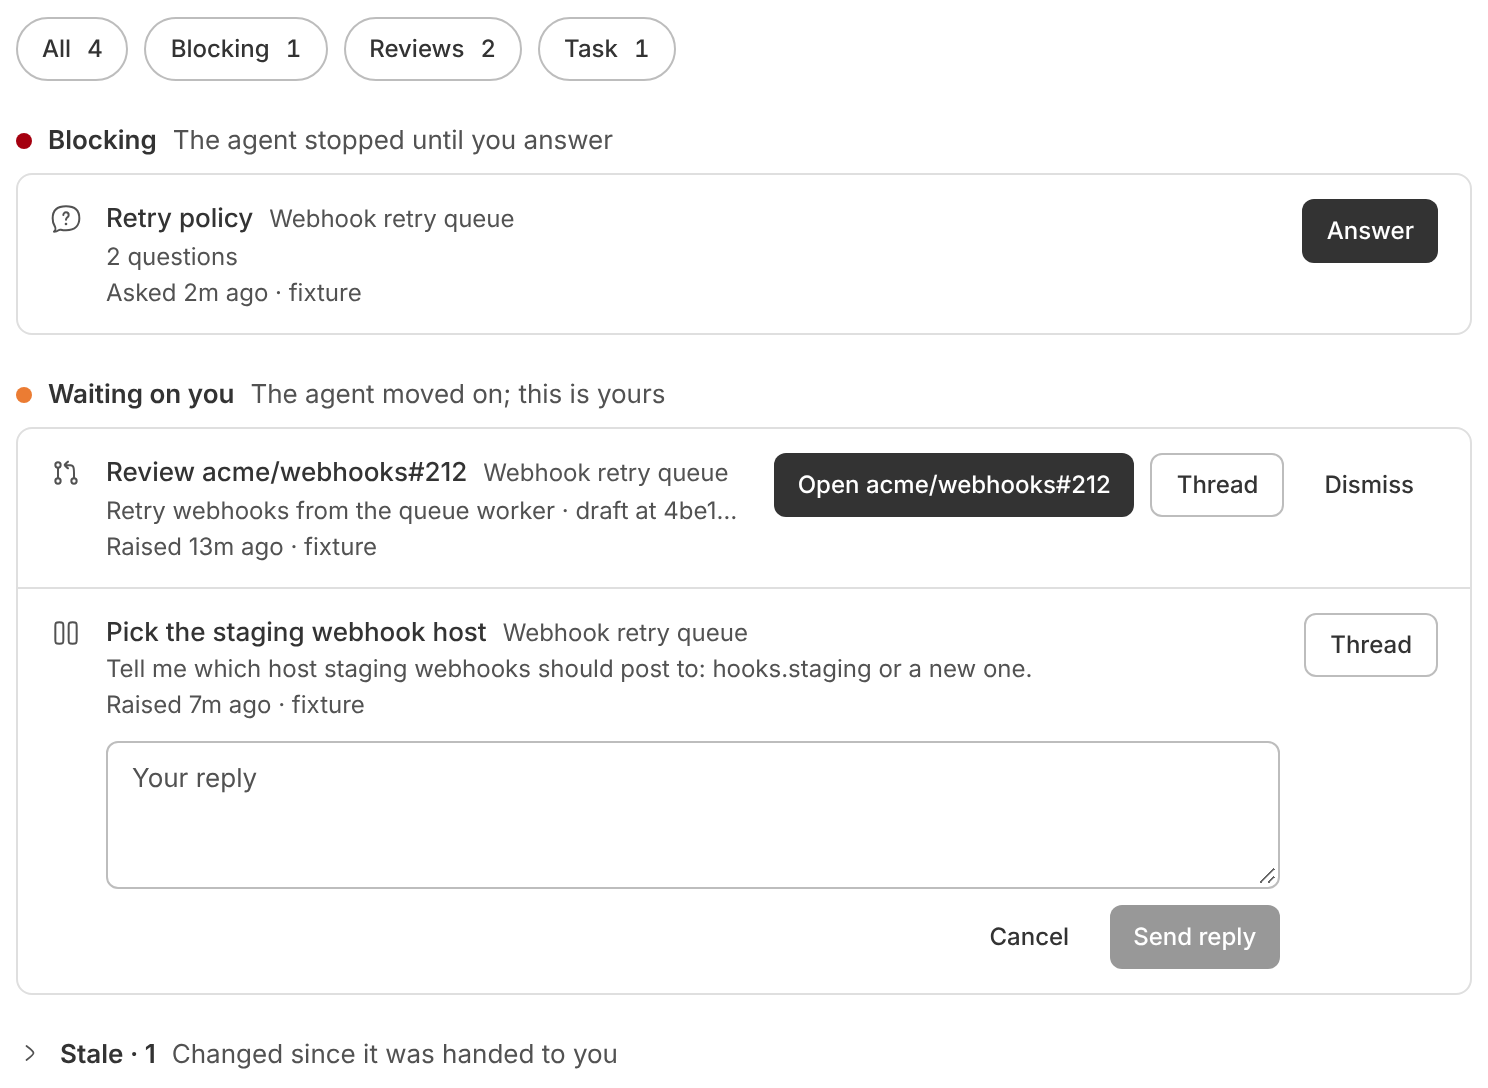 All 4 Blocking 1 Reviews 2 Task 1
Blocking The agent stopped until you answer
Retry policy Webhook retry queue
Answer
2 questions
Asked 2m ago · fixture
Waiting on you The agent moved on; this is yours
Review acme/webhooks#212 Webhook retry queue
Open acme/webhooks#212 Thread Dismiss
Retry webhooks from the queue worker · draft at 4be1...
Raised 13m ago · fixture
Pick the staging webhook host Webhook retry queue
Thread
Tell me which host staging webhooks should post to: hooks.staging or a new one.
Raised 7m ago · fixture
Your reply
Cancel Send reply
Stale · 1 Changed since it was handed to you